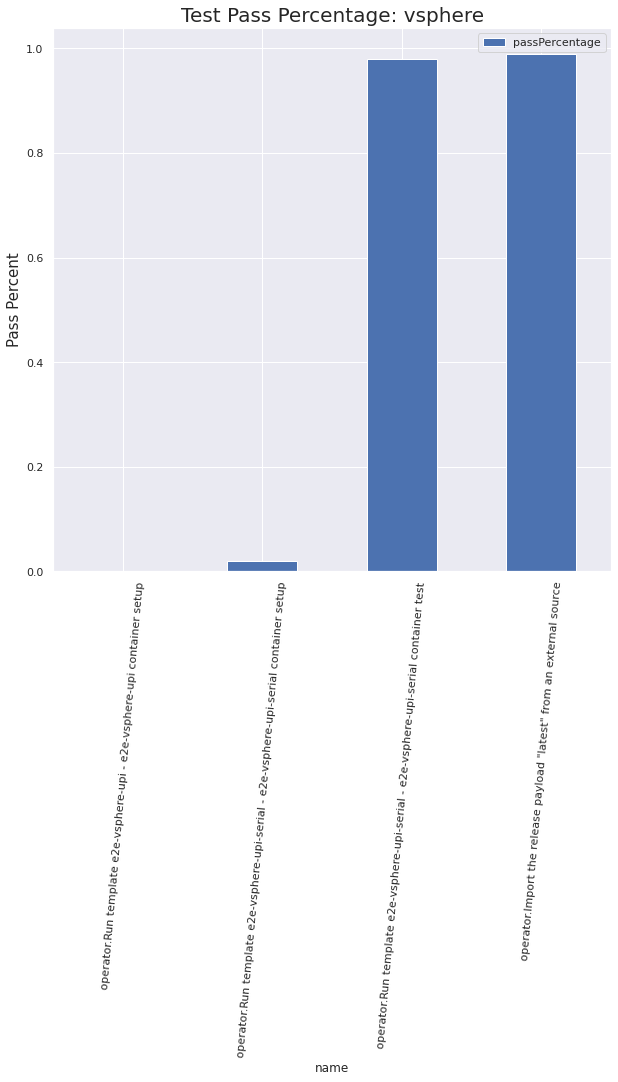 Test Pass Percentage: vsphere
passPercentage
Pass Percent
1.0
0.8
0.6
0.4
0.2
0.0
operator.Run template e2e-vsphere-upi - e2e-vsphere-upi container setup
operator.Run template e2e-vsphere-upi-serial - e2e-vsphere-upi-serial container setup
operator.Run template e2e-vsphere-upi-serial - e2e-vsphere-upi-serial container test
operator.Import the release payload "latest" from an external source
name